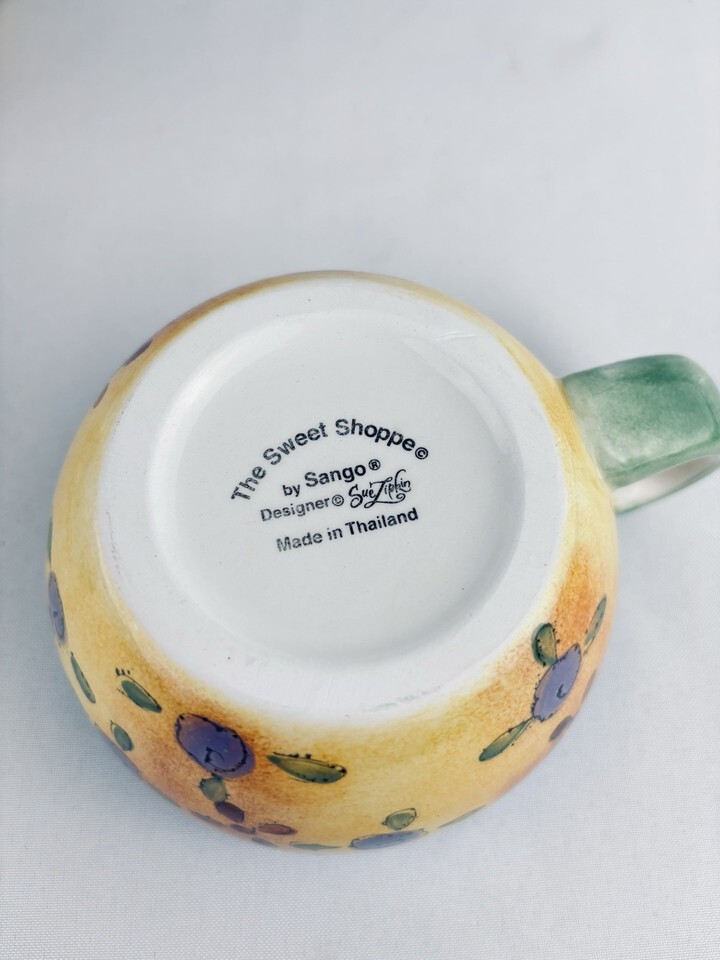 The Sweet Shoppe©
by Sango®
Designer© Sue Zipkin
Made in Thailand